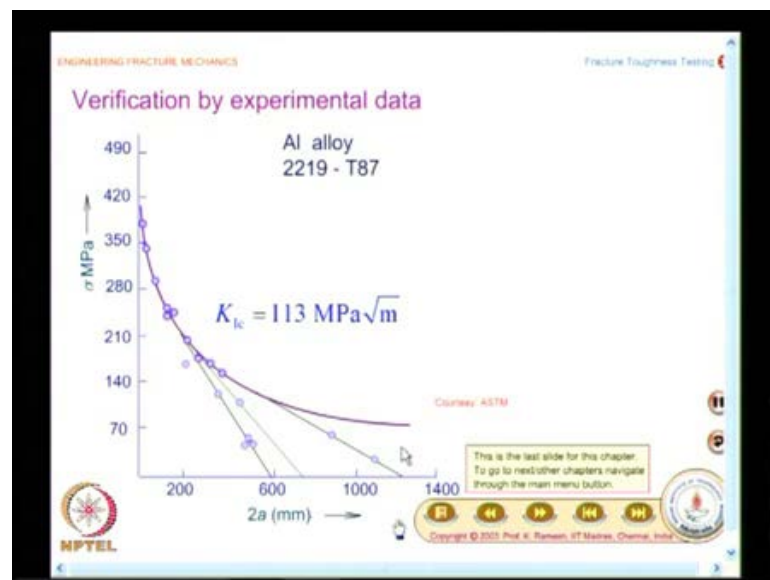 ENGINEERING FRACTURE MECHANICS
Fracture Toughness Testing
Verification by experimental data
Al alloy
2219 - T87
490
420
350
280
210
140
70
σ MPa
K_Ic = 113 MPa√m
Courtesy: ASTM
This is the last slide for this chapter.
To go to next/other chapters navigate
through the main menu button.
200 600 1000 1400
2a (mm)
NPTEL
Copyright © 2003 Prof. K. Ramesh, IIT Madras, Chennai, India